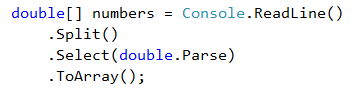 double[] numbers = Console.ReadLine()
    .Split()
    .Select(double.Parse)
    .ToArray();